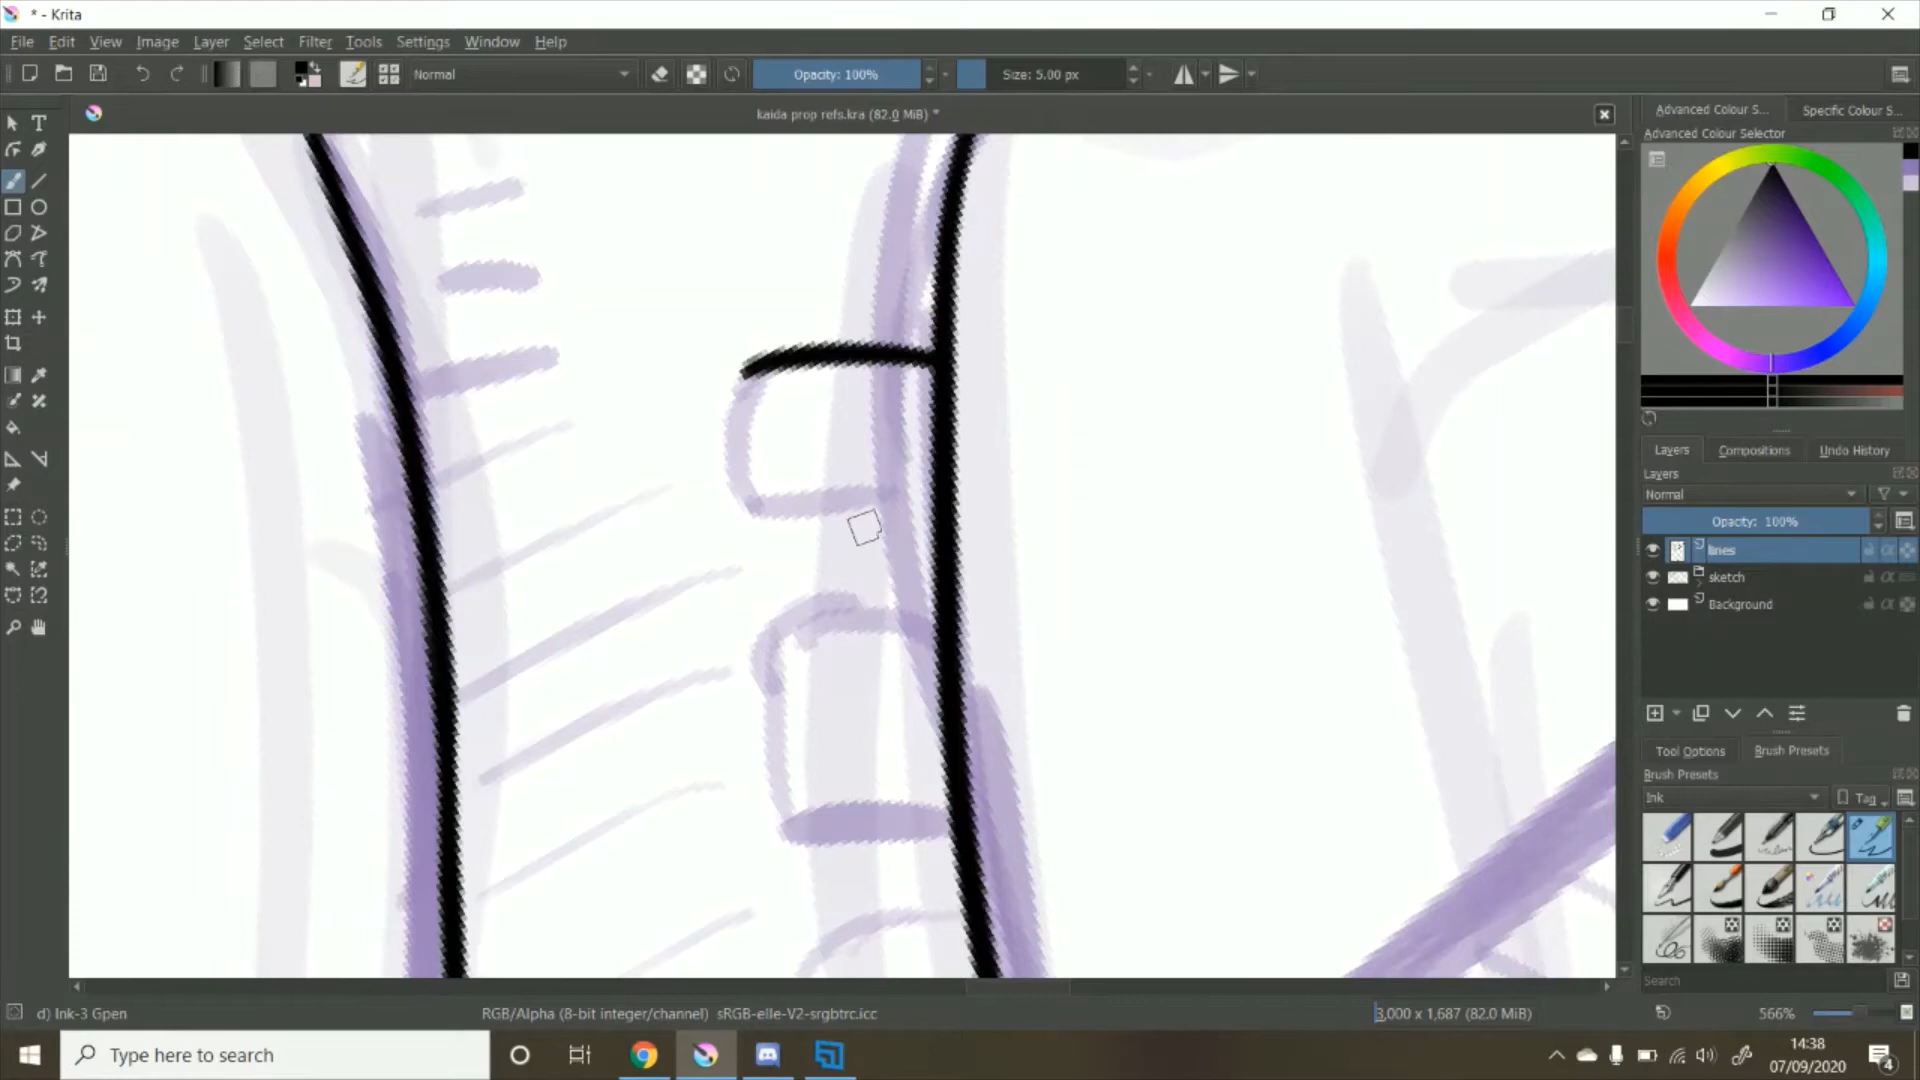 * - Krita
File Edit View Image Layer Select Filter Tools Settings Window Help
Normal
Opacity: 100%
Size: 5.00 px
kaida prop refs.kra (82.0 MiB) *
Advanced Colour S...
Specific Colour S...
Advanced Colour Selector
Layers
Compositions
Undo History
Layers
Normal
Opacity: 100%
lines
sketch
Background
Tool Options
Brush Presets
Brush Presets
Ink
Tag
Search
d) Ink-3 Gpen
RGB/Alpha (8-bit integer/channel) sRGB-elle-V2-srgbtrc.icc
3,000 x 1,687 (82.0 MiB)
566%
Type here to search
14:38
07/09/2020
4